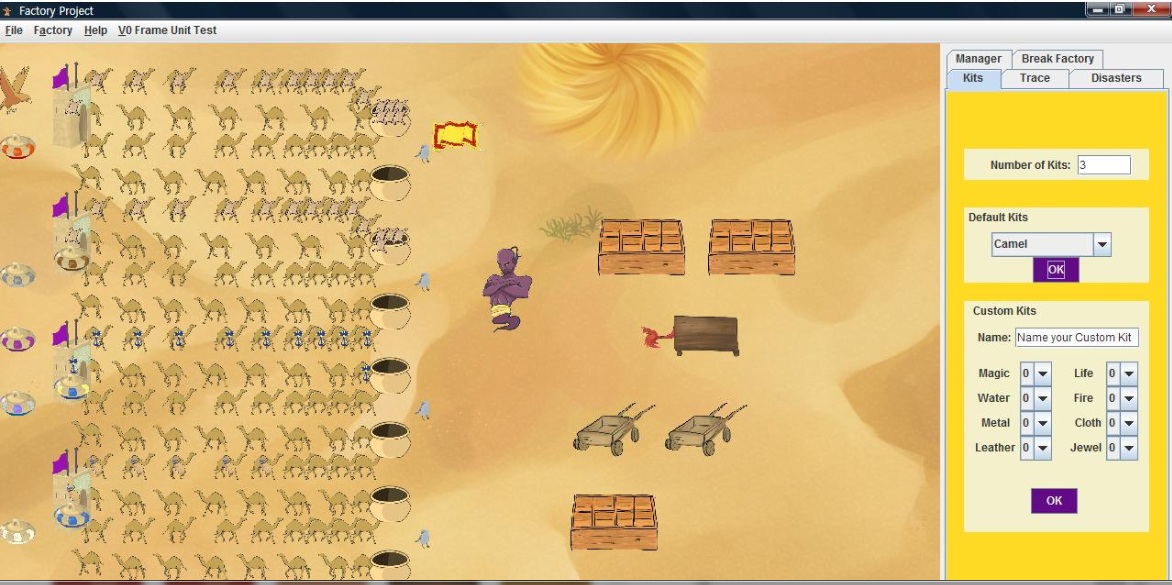 Factory Project
File Factory Help V0 Frame Unit Test
Manager Break Factory
Kits Trace Disasters
Number of Kits: 3
Default Kits
Camel
OK
Custom Kits
Name: Name your Custom Kit
Magic 0 Life 0
Water 0 Fire 0
Metal 0 Cloth 0
Leather 0 Jewel 0
OK